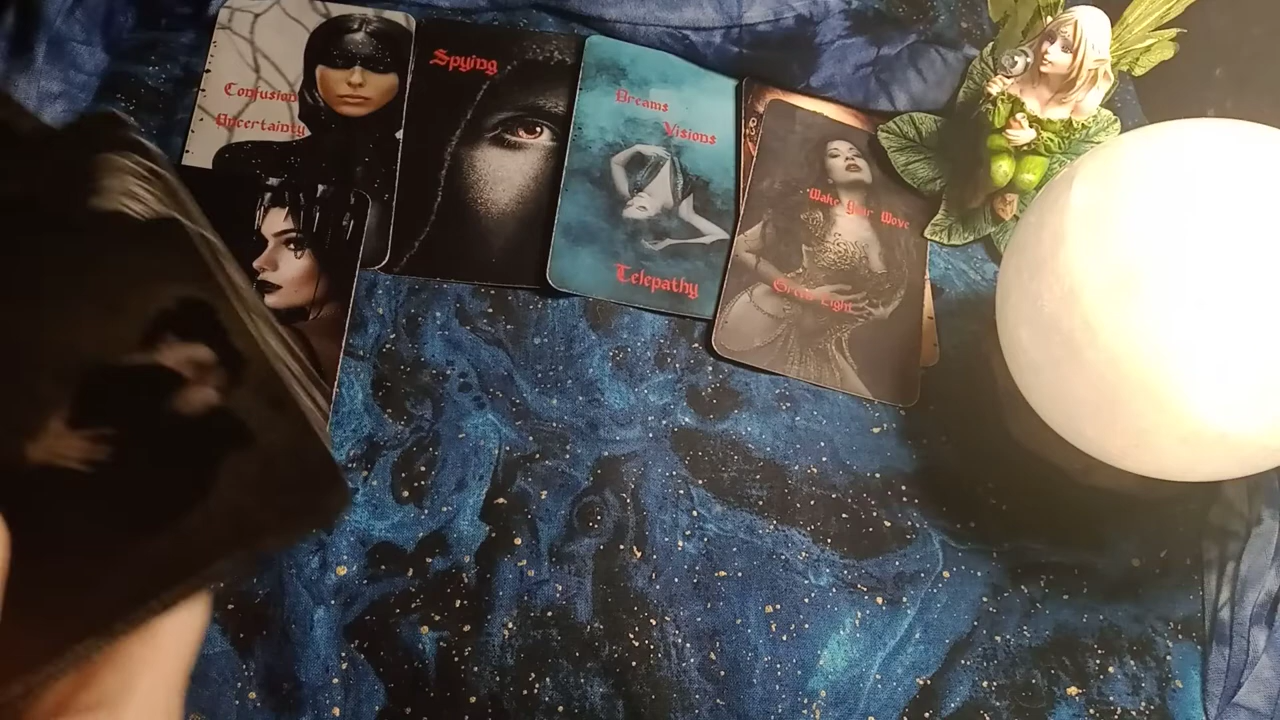 Confusion
Uncertainty
Spying
Dreams
Visions
Telepathy
Make Your Move
Green Light